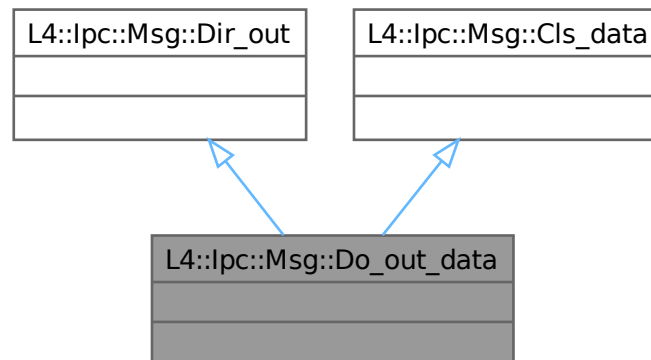 L4::Ipc::Msg::Dir_out
L4::Ipc::Msg::Cls_data
L4::Ipc::Msg::Do_out_data